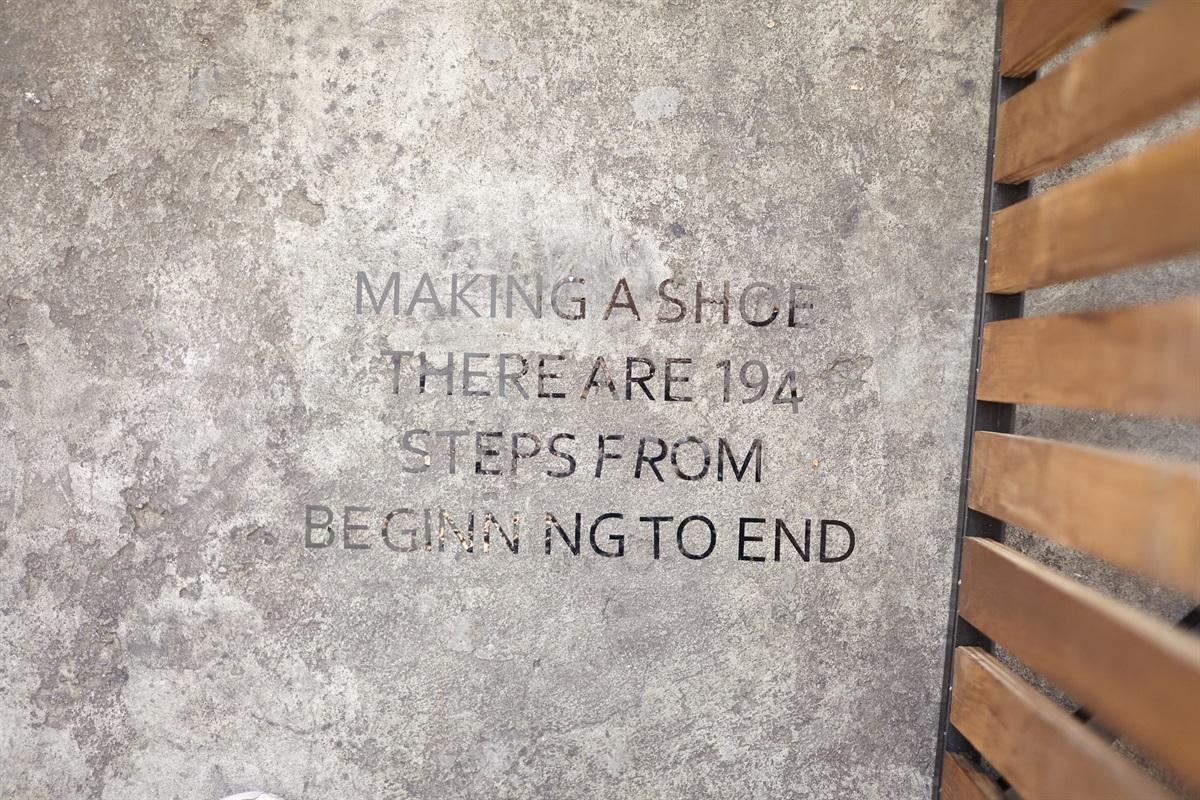 MAKING A SHOE
THERE ARE 194
STEPS FROM
BEGINN NG TO END